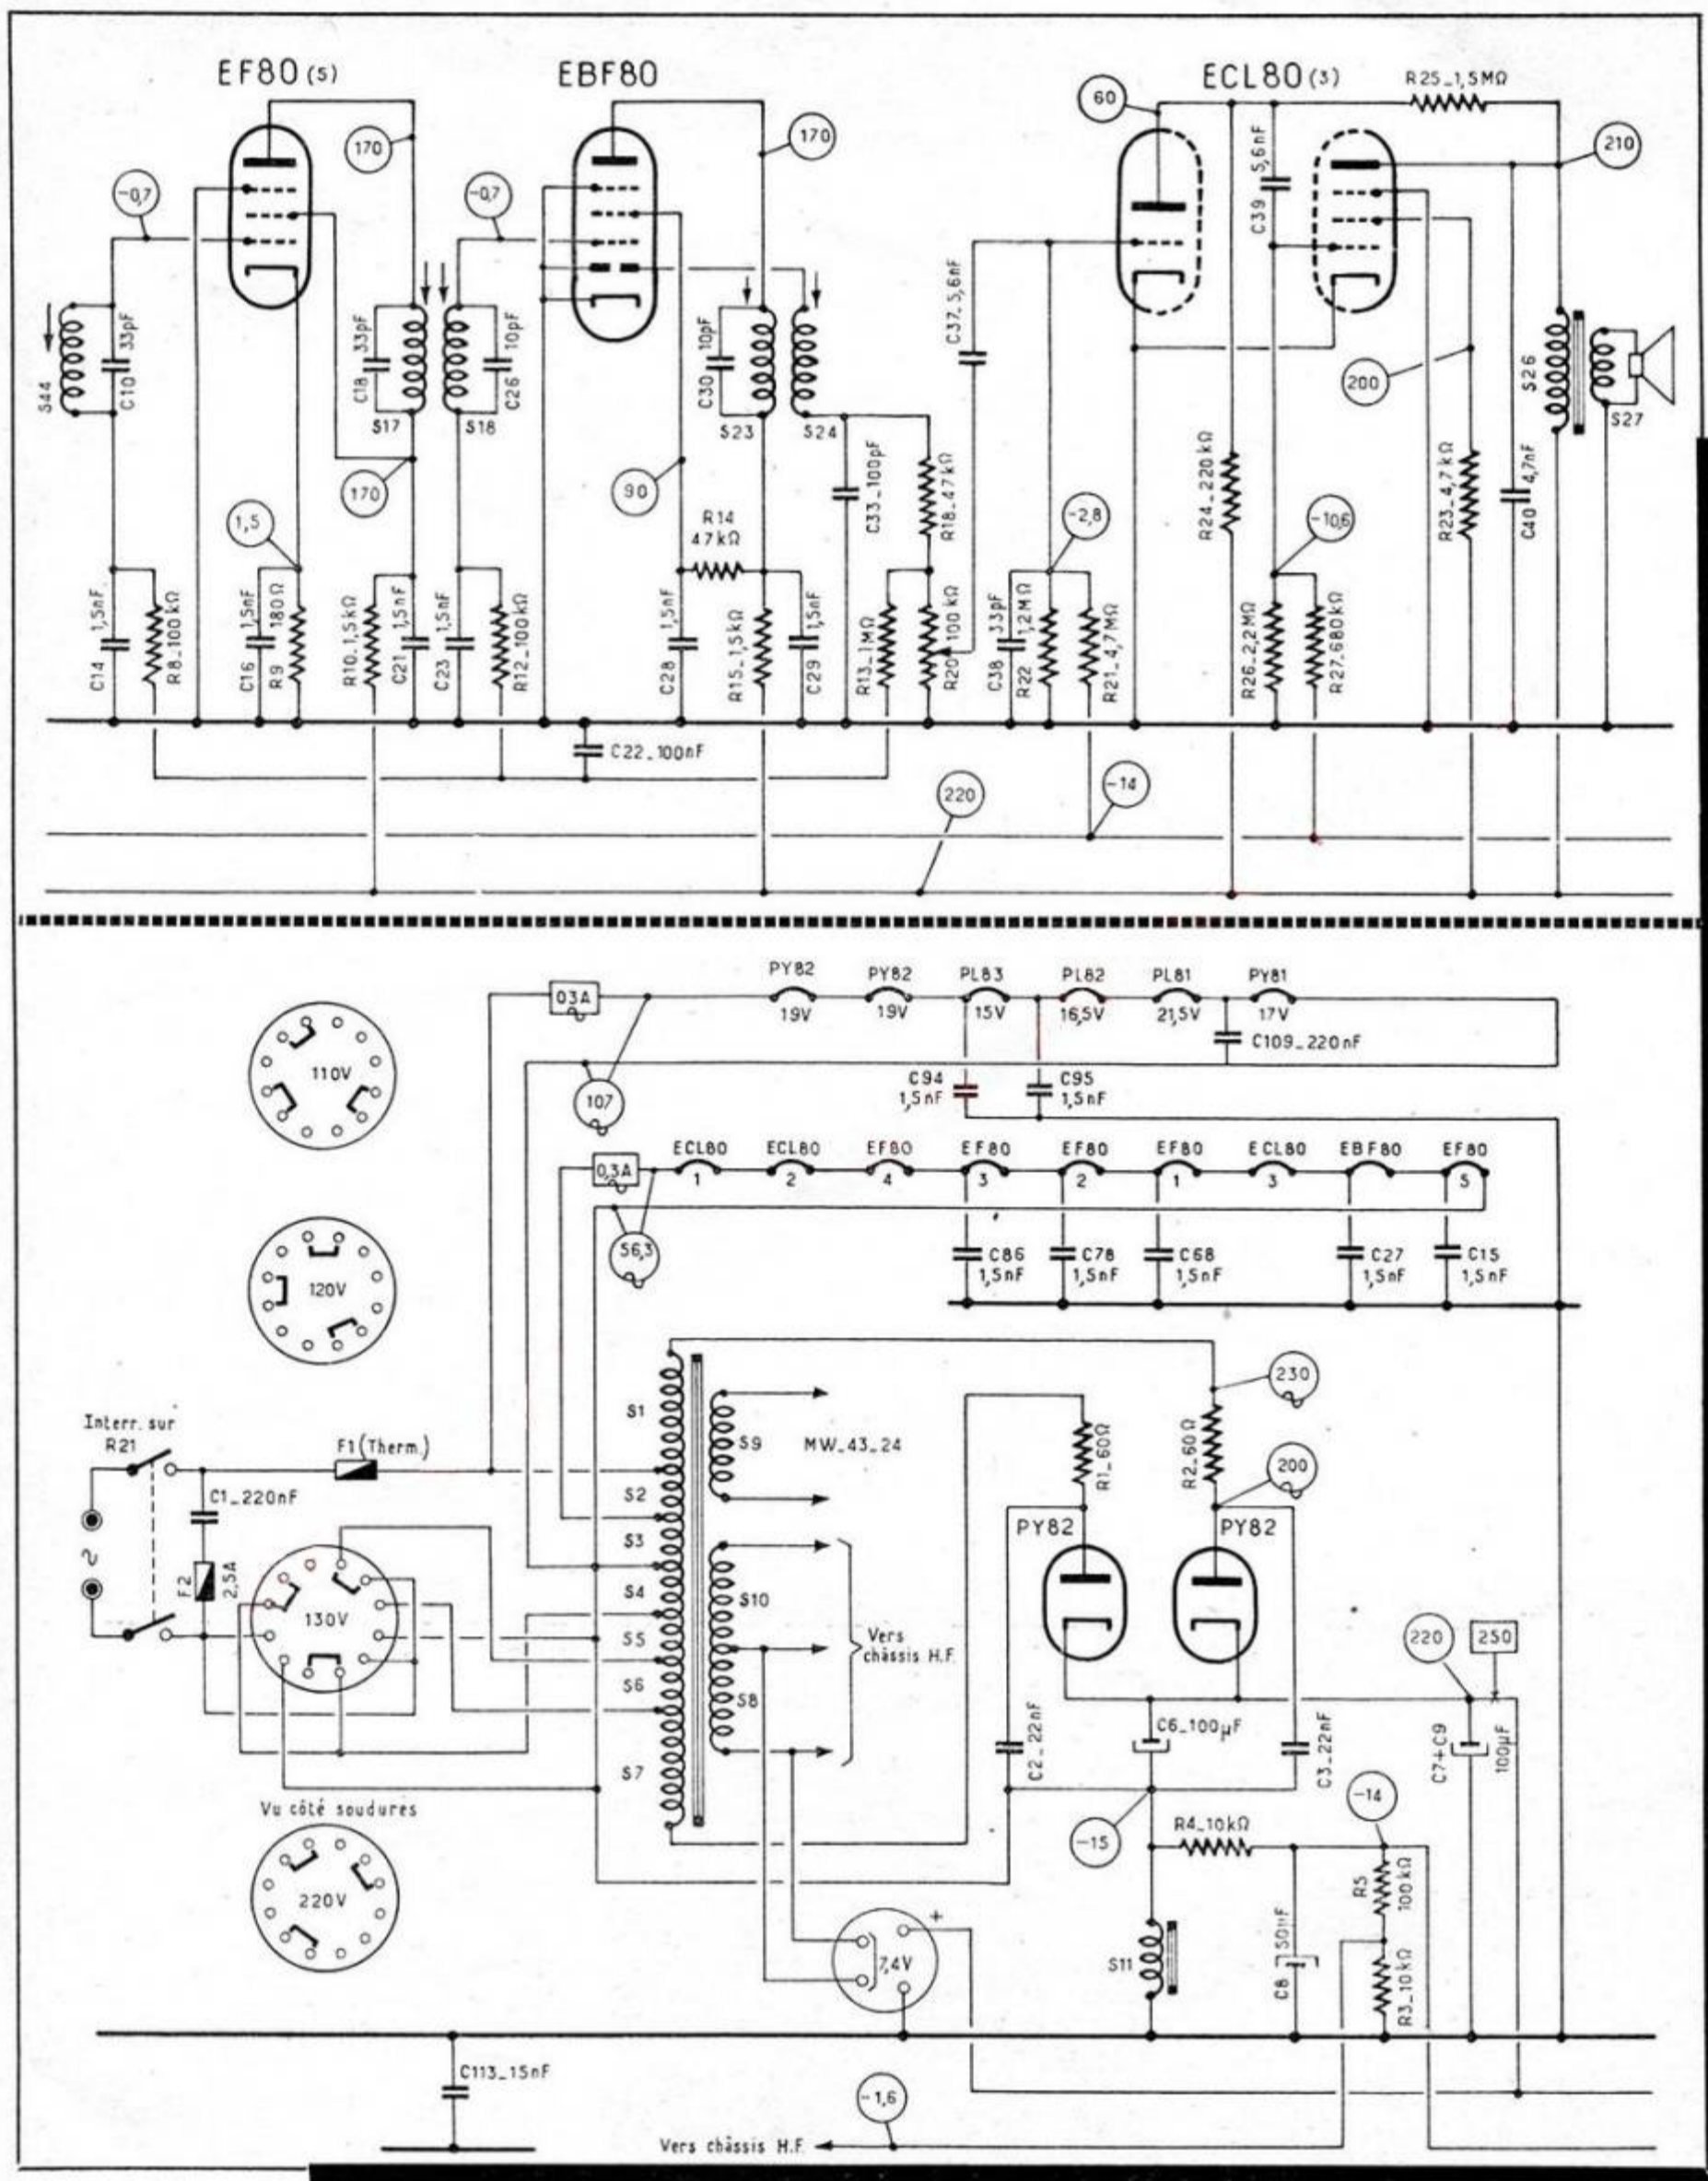 EF80 (5)
EBF80
ECL80 (3)
R25_1,5MΩ
60
170
170
210
-0,7
-0,7
C39
5,6nF
C37_5,6nF
S44
33pF
C10
33pF
C18
S17
S18
10pF
C26
10pF
C30
S23
S24
200
S26
S27
170
90
C33_100pF
R18_47kΩ
R24_220kΩ
R23_4,7kΩ
C40
4,7nF
1,5
R14
47kΩ
-2,8
-10,6
C14
1,5nF
R8_100kΩ
C16
1,5nF
R9
180Ω
R10_1,5kΩ
C21
1,5nF
C23
1,5nF
R12_100kΩ
C28
1,5nF
R15_1,5kΩ
C29
1,5nF
R13_1MΩ
R20_100kΩ
C38
33pF
R22
1,2MΩ
R21_4,7MΩ
R26_2,2MΩ
R27_680kΩ
C22_100nF
220
-14
03A
PY82
19V
PY82
19V
PL83
15V
PL82
16,5V
PL81
21,5V
PY81
17V
110V
C109_220nF
107
C94
1,5nF
C95
1,5nF
0,3A
ECL80
1
ECL80
2
EF80
4
EF80
3
EF80
2
EF80
1
ECL80
3
EBF80
EF80
5
120V
56,3
C86
1,5nF
C78
1,5nF
C68
1,5nF
C27
1,5nF
C15
1,5nF
230
Interr. sur
R21
F1(Therm.)
S1
S9
MW_43_24
R1_60Ω
R2_60Ω
200
C1_220nF
S2
PY82
PY82
~
F2
2,5A
130V
S3
S4
S10
S5
S6
S8
S7
Vers
châssis H.F.
220
250
C2_22nF
C6_100µF
C3_22nF
C7+C9
100µF
Vu côté soudures
-15
R4_10kΩ
-14
220V
R5
100kΩ
+
7,4V
S11
C8
50µF
R3_10kΩ
C113_15nF
-1,6
Vers châssis H.F.